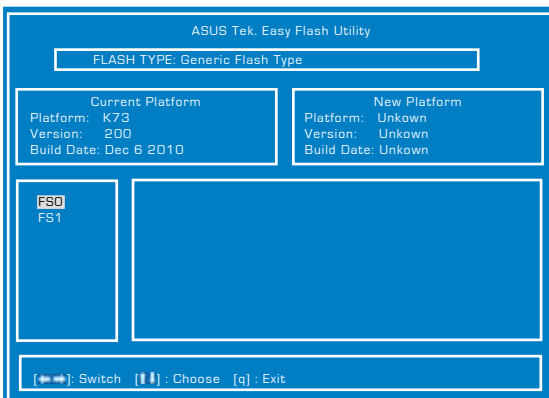 ASUS Tek. Easy Flash Utility
FLASH TYPE: Generic Flash Type
Current Platform
Platform: K73
Version: 200
Build Date: Dec 6 2010
New Platform
Platform: Unkown
Version: Unkown
Build Date: Unkown
FS0
FS1
[←→]: Switch [↑↓] : Choose [q] : Exit